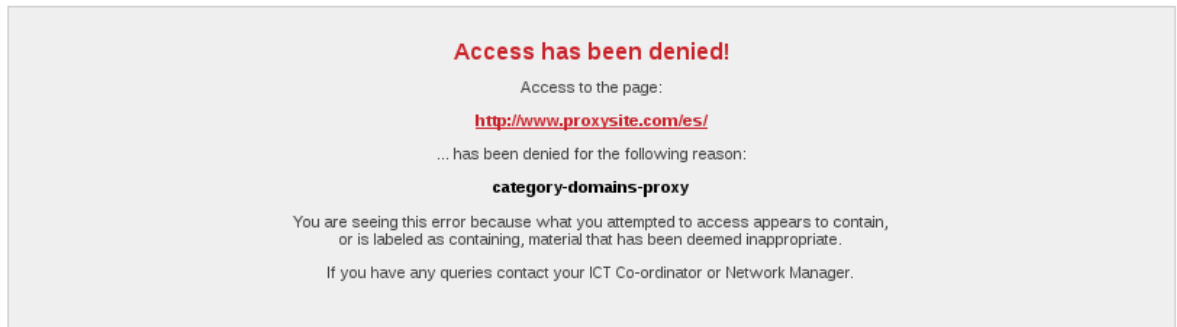 Access has been denied!
Access to the page:
http://www.proxysite.com/es/
... has been denied for the following reason:
category-domains-proxy
You are seeing this error because what you attempted to access appears to contain,
or is labeled as containing, material that has been deemed inappropriate.
If you have any queries contact your ICT Co-ordinator or Network Manager.